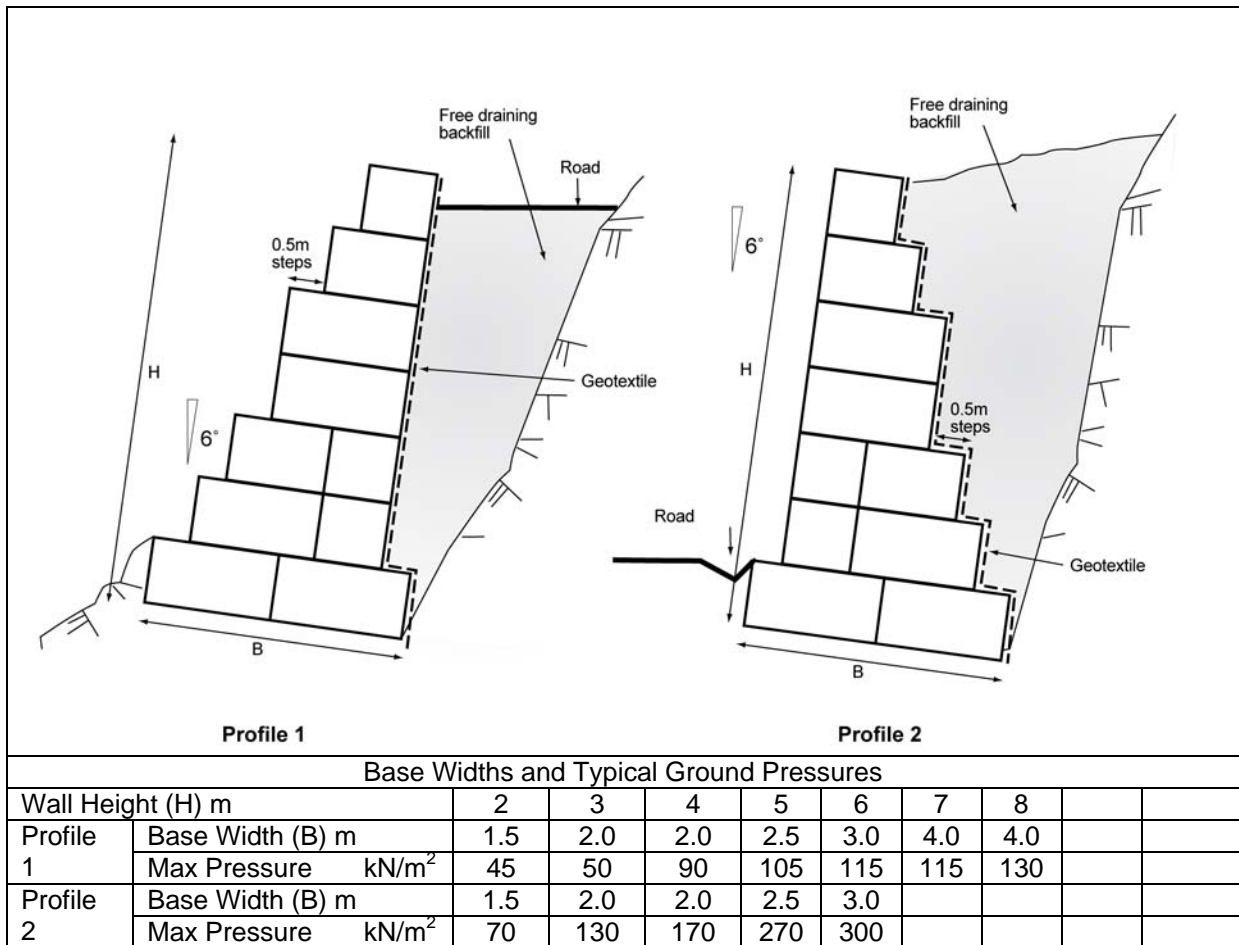 Free draining
backfill
Road
0.5m
steps
H
Geotextile
6°
B
Profile 1
Free draining
backfill
6°
H
0.5m
steps
Road
Geotextile
B
Profile 2
Base Widths and Typical Ground Pressures
Wall Height (H) m 2 3 4 5 6 7 8
Profile 1 Base Width (B) m 1.5 2.0 2.0 2.5 3.0 4.0 4.0
Max Pressure kN/m² 45 50 90 105 115 115 130
Profile 2 Base Width (B) m 1.5 2.0 2.0 2.5 3.0
Max Pressure kN/m² 70 130 170 270 300